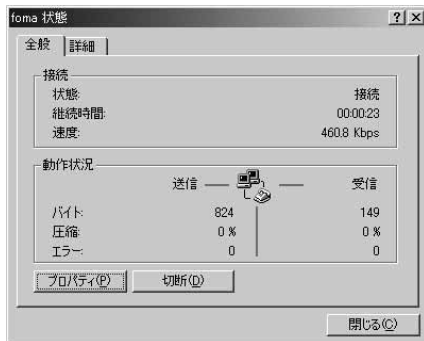 foma 状態
全般 詳細
接続
状態: 接続
継続時間: 00:00:23
速度: 460.8 Kbps
動作状況
送信 受信
バイト: 824 149
圧縮: 0 % 0 %
エラー: 0 0
プロパティ(P) 切断(D)
閉じる(C)